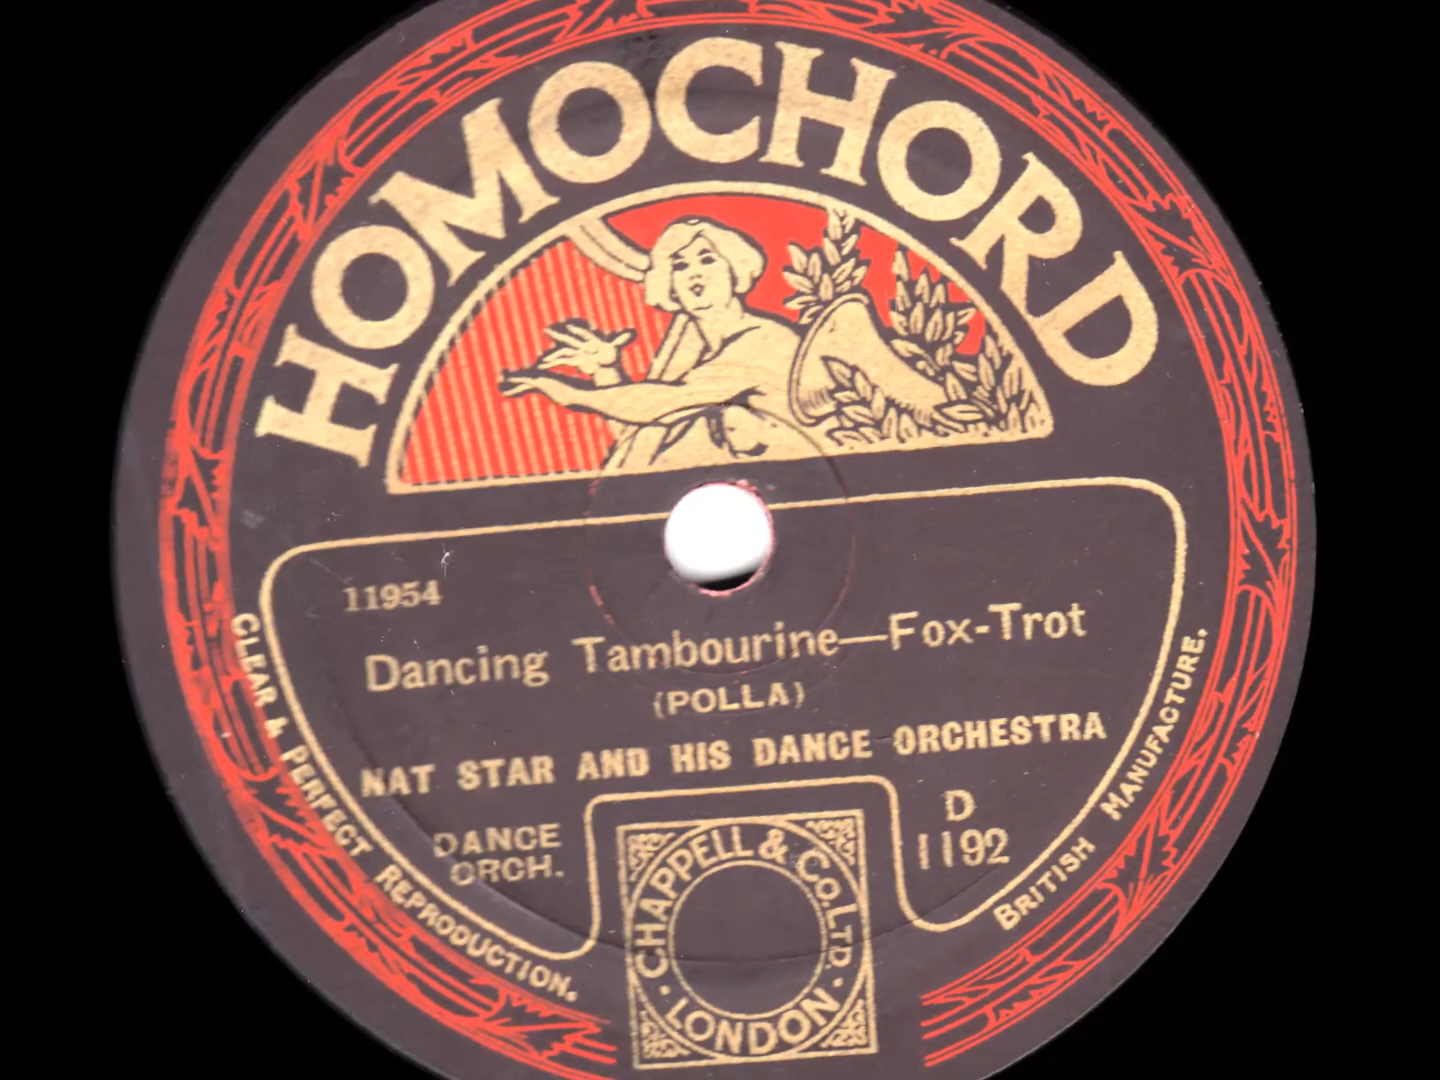 HOMOCHORD
11954
Dancing Tambourine—Fox-Trot
(POLLA)
NAT STAR AND HIS DANCE ORCHESTRA
DANCE
ORCH.
D
1192
CLEAR & PERFECT REPRODUCTION.
BRITISH MANUFACTURE.
CHAPPELL & CO. LTD.
· LONDON ·